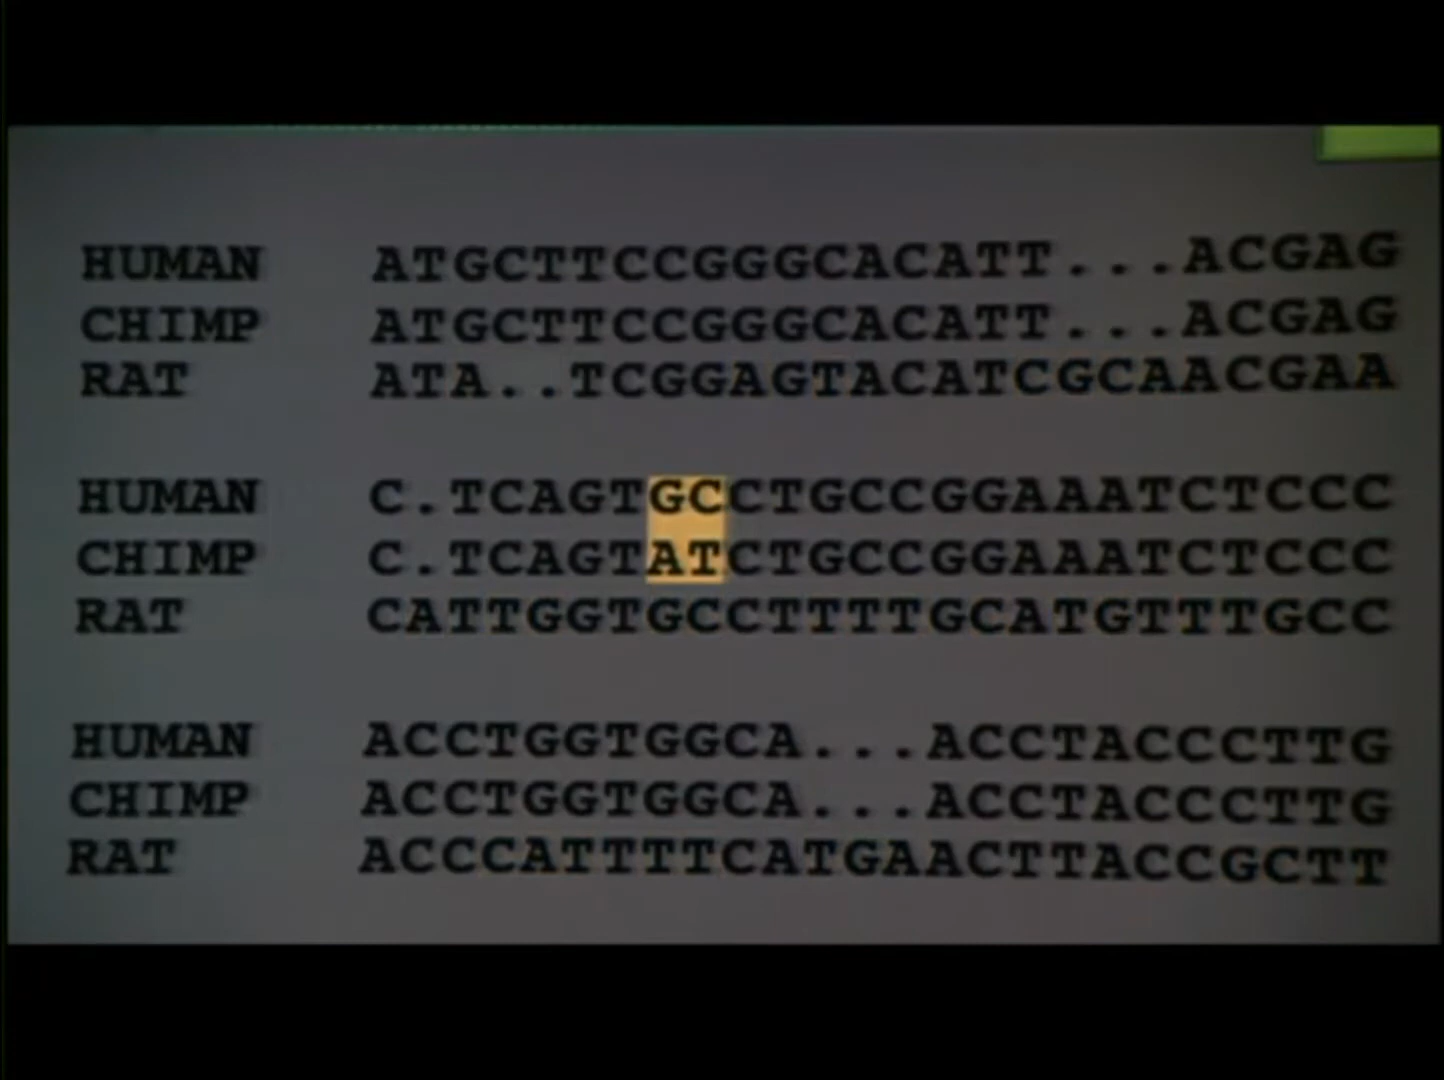 HUMAN ATGCTTCCGGGCACATT...ACGAG
CHIMP ATGCTTCCGGGCACATT...ACGAG
RAT ATA..TCGGAGTACATCGCAACGAA
HUMAN C.TCAGTGCCTGCCGGAAATCTCCC
CHIMP C.TCAGTATCTGCCGGAAATCTCCC
RAT CATTGGTGCCTTTTGCATGTTTGCC
HUMAN ACCTGGTGGCA...ACCTACCCTTG
CHIMP ACCTGGTGGCA...ACCTACCCTTG
RAT ACCCATTTTCATGAACTTACCGCTT